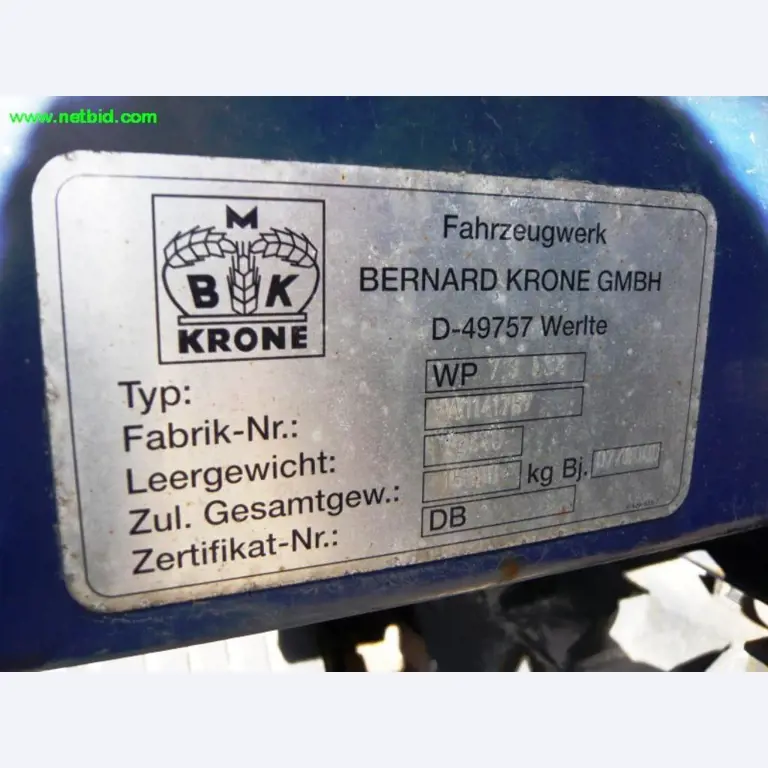 www.netbid.com
M
B K
KRONE
Fahrzeugwerk
BERNARD KRONE GMBH
D-49757 Werlte
Typ: WP
Fabrik-Nr.:
Leergewicht:
Zul. Gesamtgew.: kg Bj.
Zertifikat-Nr.: DB